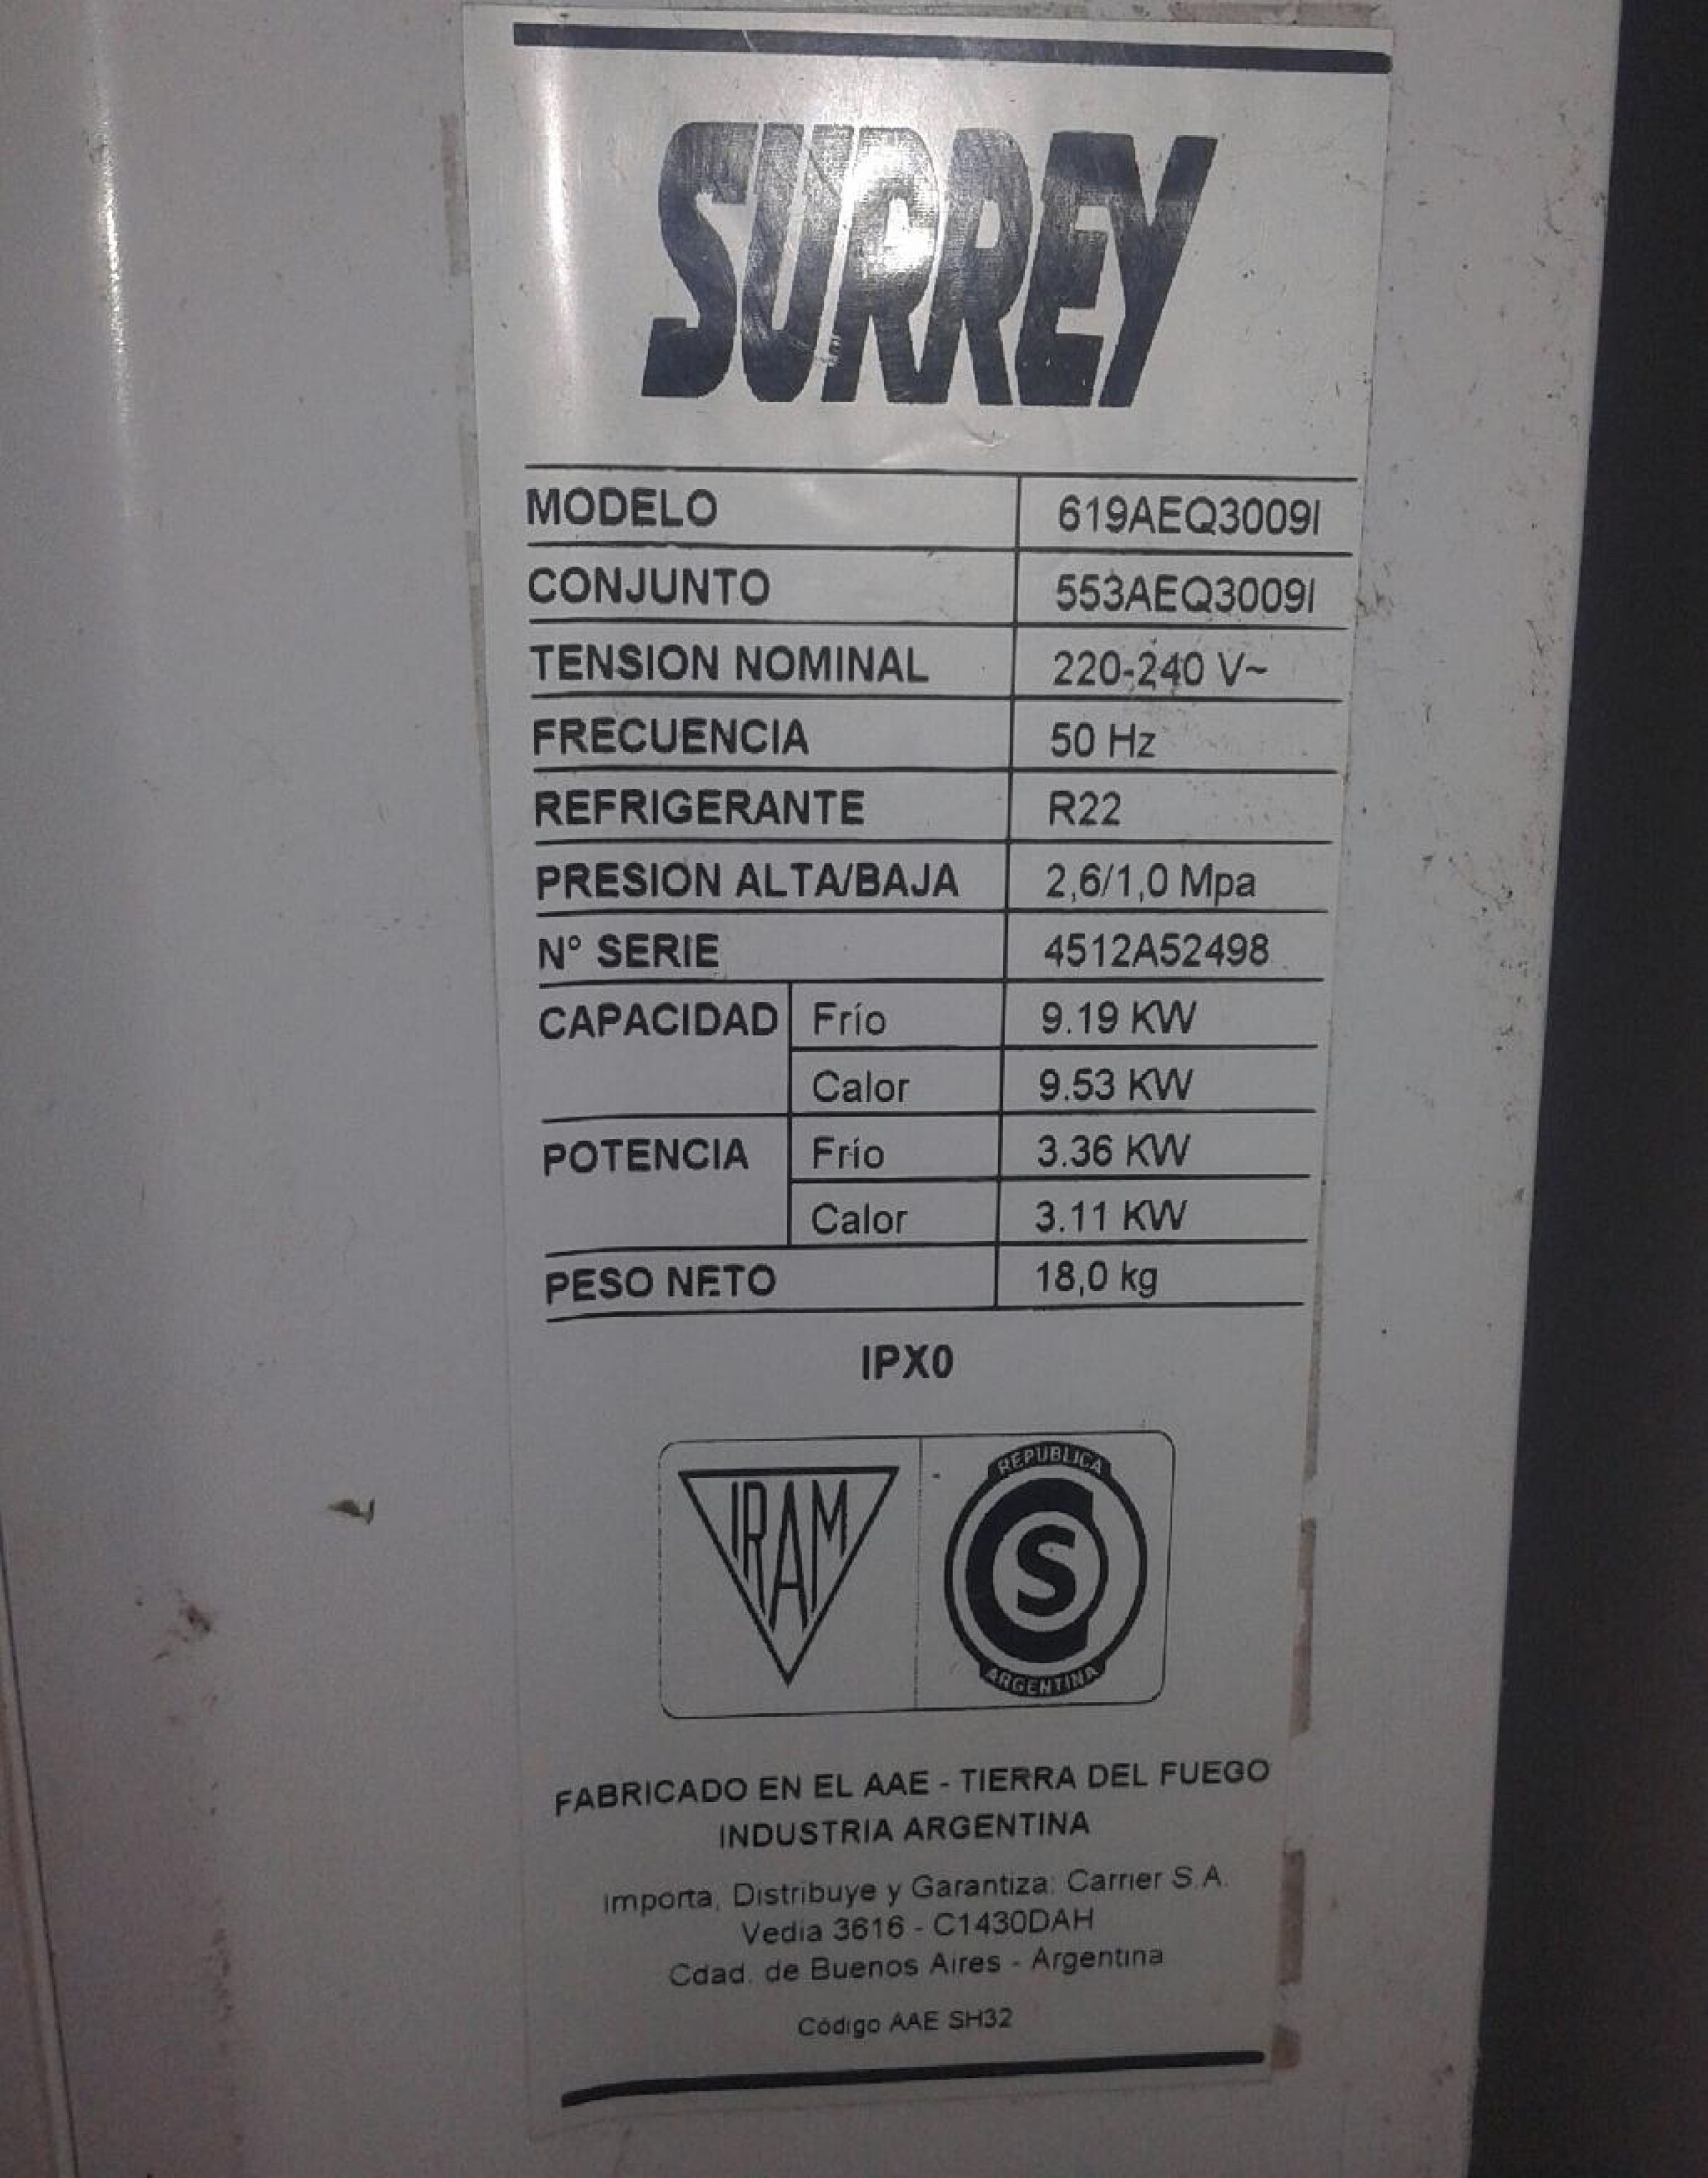 SURREY
MODELO 619AEQ3009I
CONJUNTO 553AEQ3009I
TENSION NOMINAL 220-240 V~
FRECUENCIA 50 Hz
REFRIGERANTE R22
PRESION ALTA/BAJA 2,6/1,0 Mpa
N° SERIE 4512A52498
CAPACIDAD Frío 9.19 KW
Calor 9.53 KW
POTENCIA Frío 3.36 KW
Calor 3.11 KW
PESO NETO 18,0 kg
IPX0
IRAM
REPUBLICA
S
ARGENTINA
FABRICADO EN EL AAE - TIERRA DEL FUEGO
INDUSTRIA ARGENTINA
Importa, Distribuye y Garantiza: Carrier S.A.
Vedia 3616 - C1430DAH
Cdad. de Buenos Aires - Argentina
Código AAE SH32